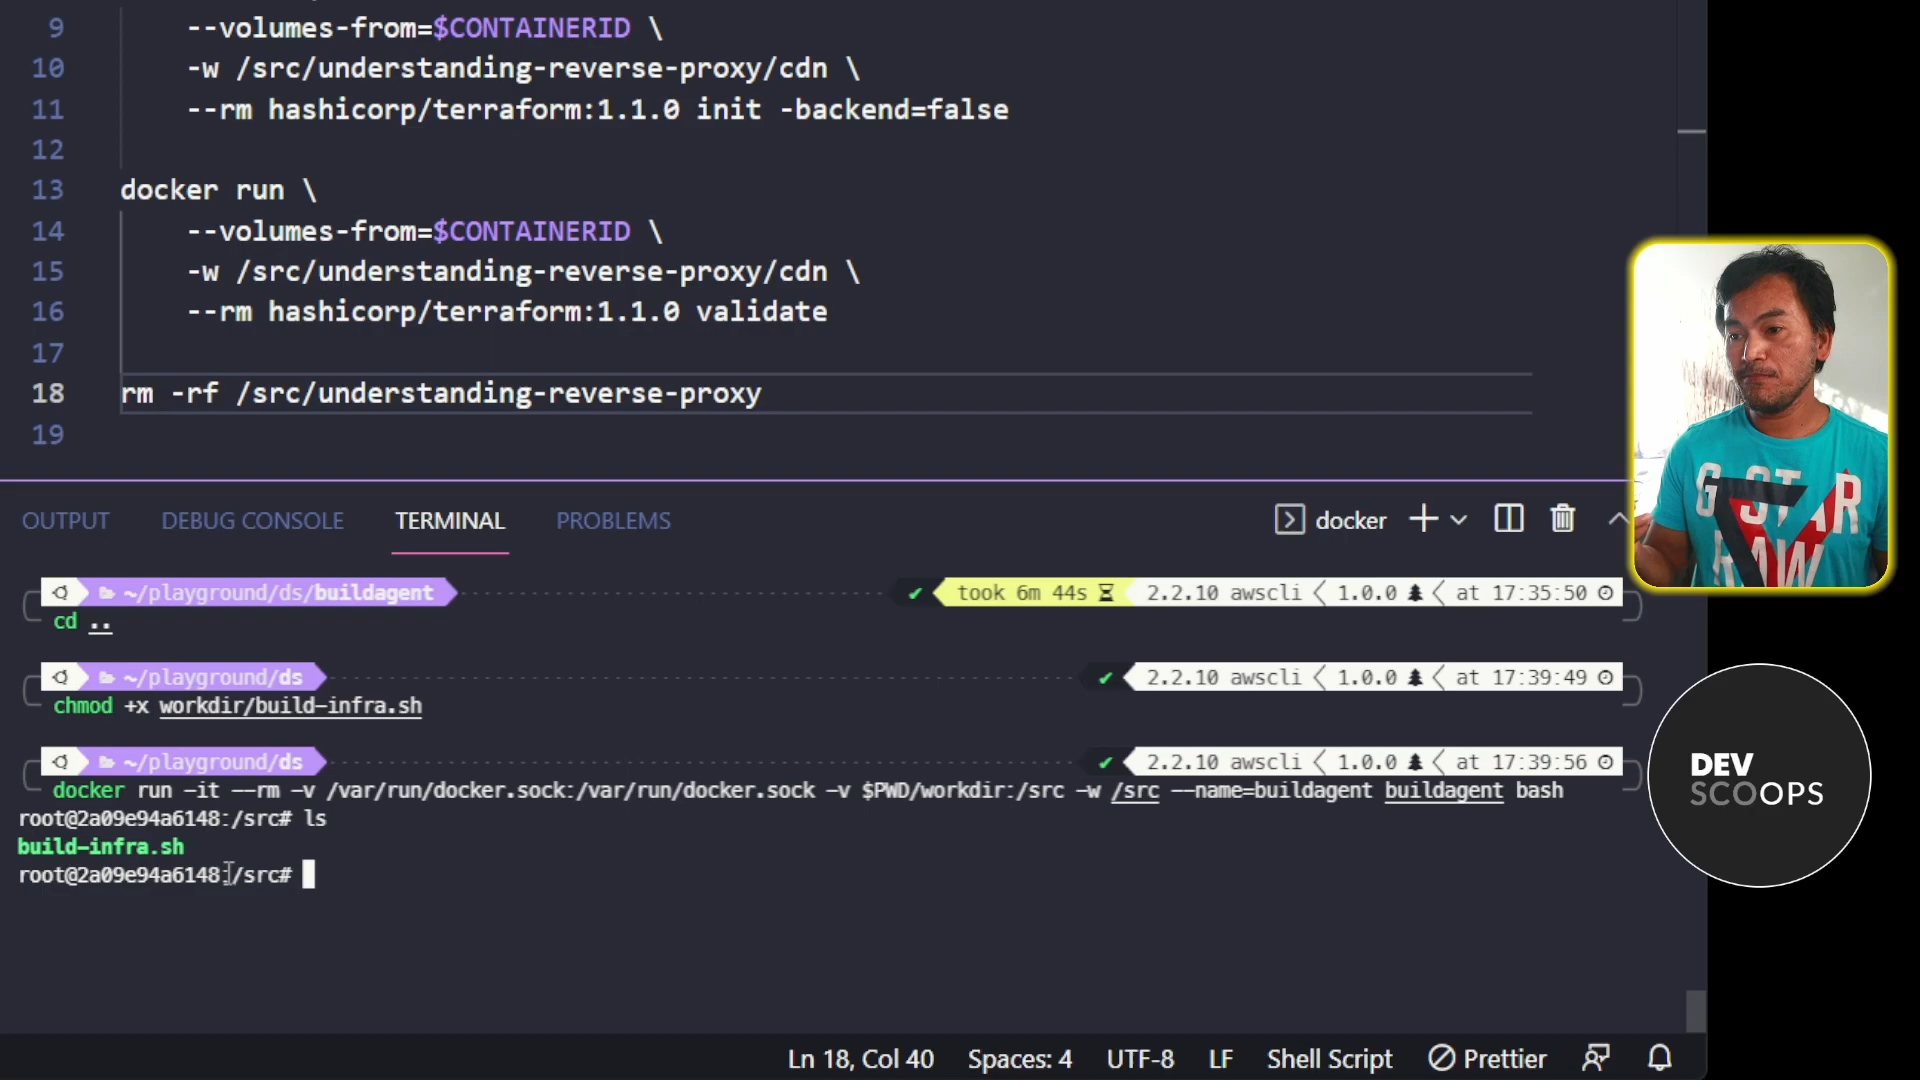 9 --volumes-from=$CONTAINERID \
10 -w /src/understanding-reverse-proxy/cdn \
11 --rm hashicorp/terraform:1.1.0 init -backend=false
12
13 docker run \
14 --volumes-from=$CONTAINERID \
15 -w /src/understanding-reverse-proxy/cdn \
16 --rm hashicorp/terraform:1.1.0 validate
17
18 rm -rf /src/understanding-reverse-proxy
19
OUTPUT DEBUG CONSOLE TERMINAL PROBLEMS docker
~/playground/ds/buildagent ✔ took 6m 44s 2.2.10 awscli 1.0.0 at 17:35:50
cd ..
~/playground/ds ✔ 2.2.10 awscli 1.0.0 at 17:39:49
chmod +x workdir/build-infra.sh
~/playground/ds ✔ 2.2.10 awscli 1.0.0 at 17:39:56
docker run -it --rm -v /var/run/docker.sock:/var/run/docker.sock -v $PWD/workdir:/src -w /src --name=buildagent buildagent bash
root@2a09e94a6148:/src# ls
build-infra.sh
root@2a09e94a6148:/src#
Ln 18, Col 40 Spaces: 4 UTF-8 LF Shell Script Prettier
G STAR
RAW
DEV
SCOOPS